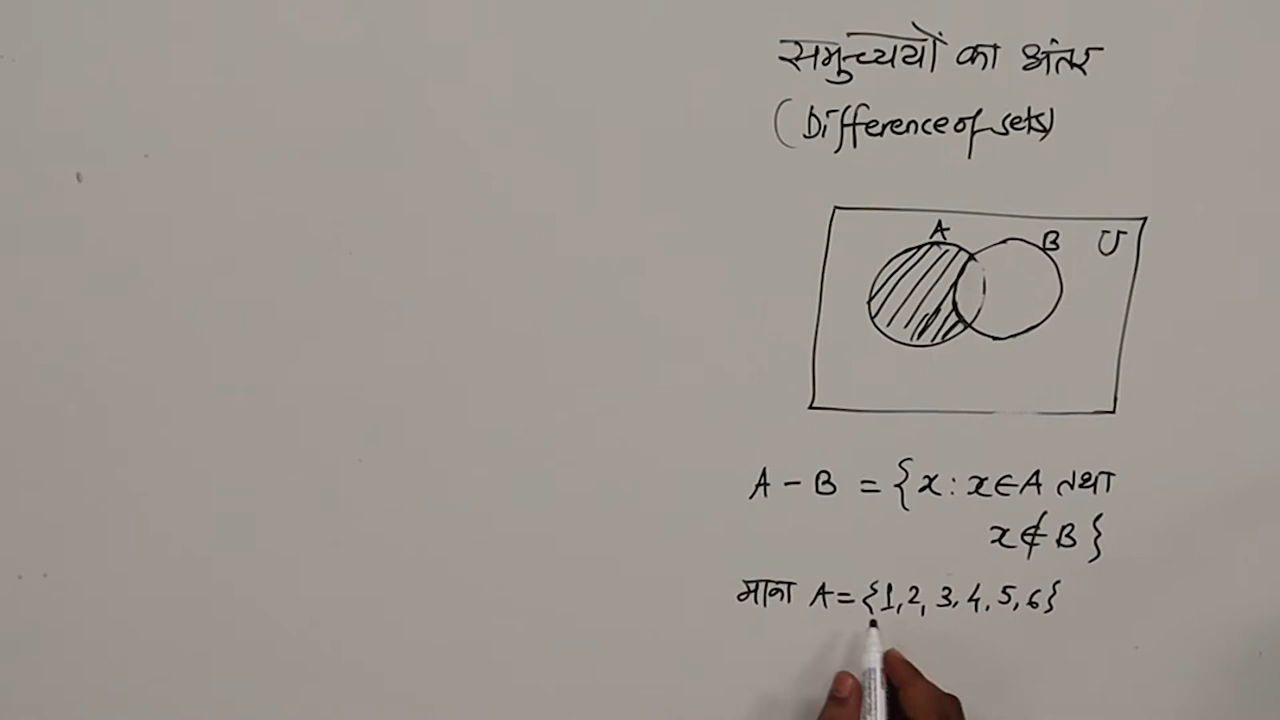 समुच्चयों का अंतर
(Difference of sets)
A B U
A - B = {x : x ∈ A तथा
x ∉ B}
माना A = {1, 2, 3, 4, 5, 6}